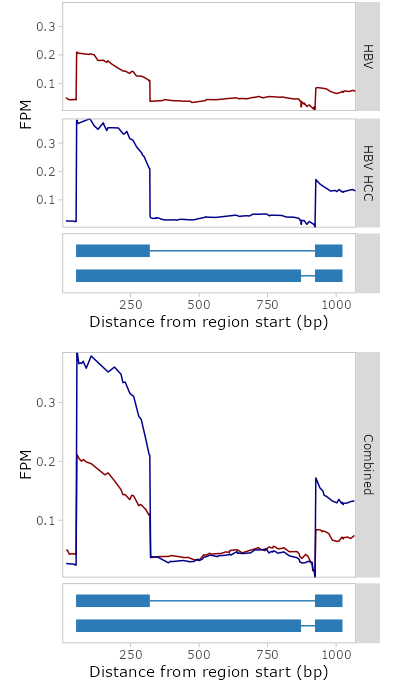 0.3
0.2
0.1
HBV
FPM
0.3
0.2
0.1
HBV HCC
250
500
750
1000
Distance from region start (bp)
0.3
0.2
0.1
FPM
Combined
250
500
750
1000
Distance from region start (bp)